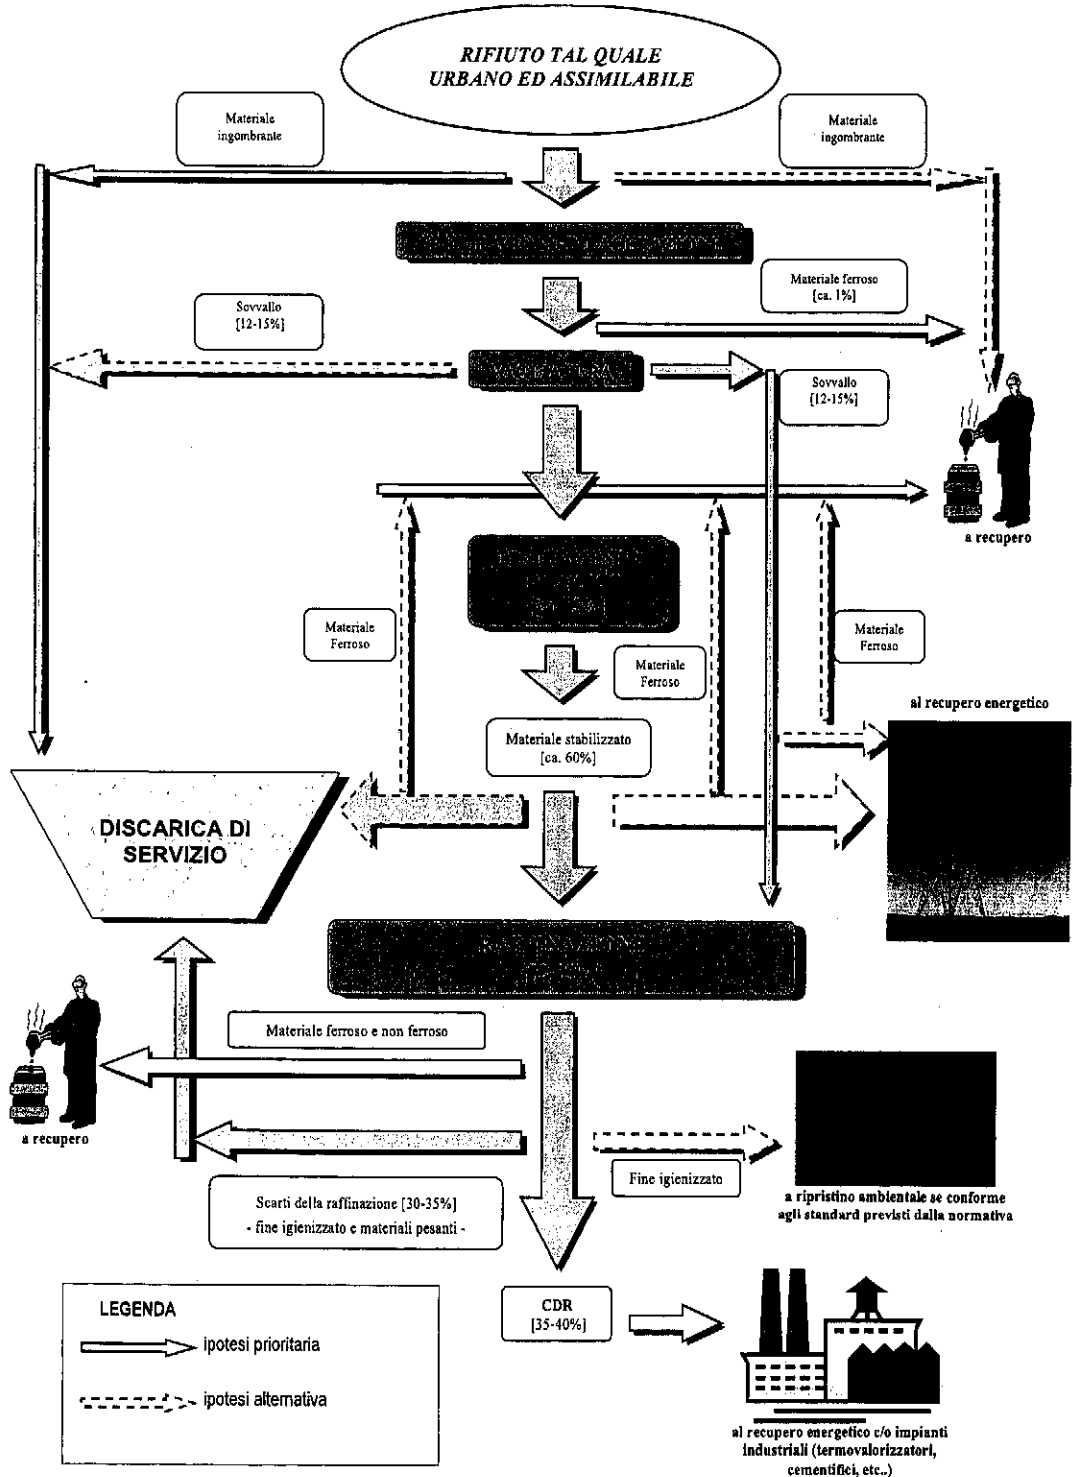 RIFIUTO TAL QUALE
URBANO ED ASSIMILABILE
Materiale
ingombrante
Materiale
ingombrante
Materiale ferroso
[ca. 1%]
Sovvallo
[12-15%]
Sovvallo
[12-15%]
a recupero
Materiale
Ferroso
Materiale
Ferroso
Materiale
Ferroso
al recupero energetico
Materiale stabilizzato
[ca. 60%]
DISCARICA DI
SERVIZIO
RAFFINAZIONE
Materiale ferroso e non ferroso
a recupero
Fine igienizzato
a ripristino ambientale se conforme
agli standard previsti dalla normativa
Scarti della raffinazione [30-35%]
- fine igienizzato e materiali pesanti -
CDR
[35-40%]
LEGENDA
ipotesi prioritaria
ipotesi alternativa
al recupero energetico c/o impianti
industriali (termovalorizzatori,
cementifici, etc..)